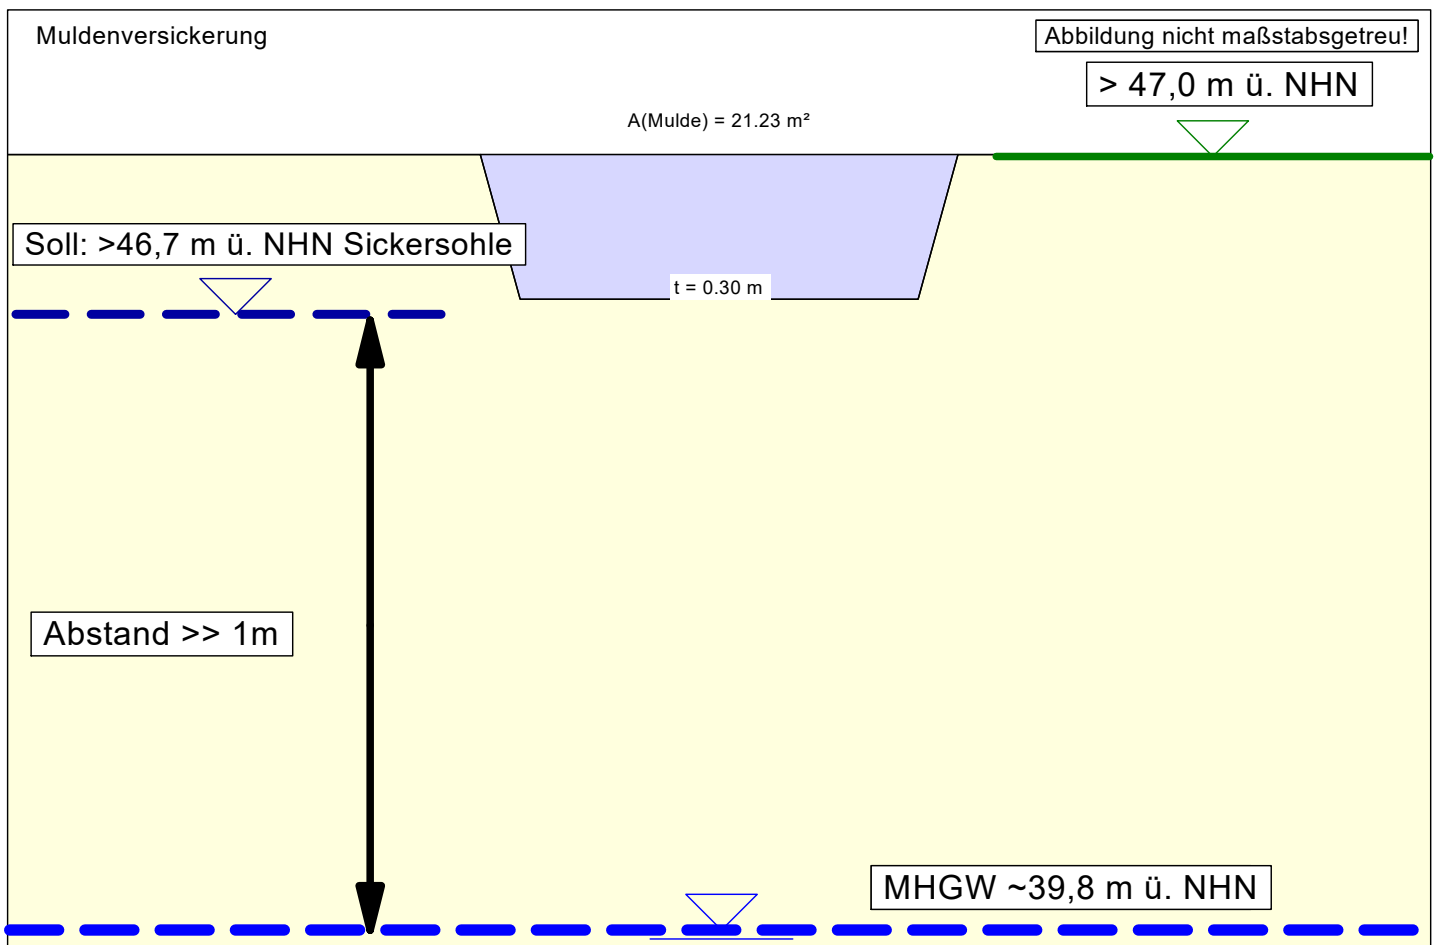 Muldenversickerung
Abbildung nicht maßstabsgetreu!
> 47,0 m ü. NHN
A(Mulde) = 21.23 m²
Soll: >46,7 m ü. NHN Sickersohle
t = 0.30 m
Abstand >> 1m
MHGW ~39,8 m ü. NHN